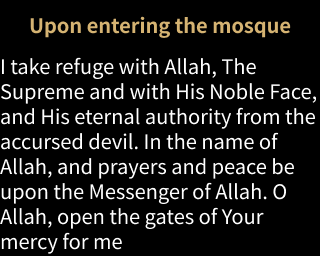 Upon entering the mosque
I take refuge with Allah, The
Supreme and with His Noble Face,
and His eternal authority from the
accursed devil. In the name of
Allah, and prayers and peace be
upon the Messenger of Allah. O
Allah, open the gates of Your
mercy for me